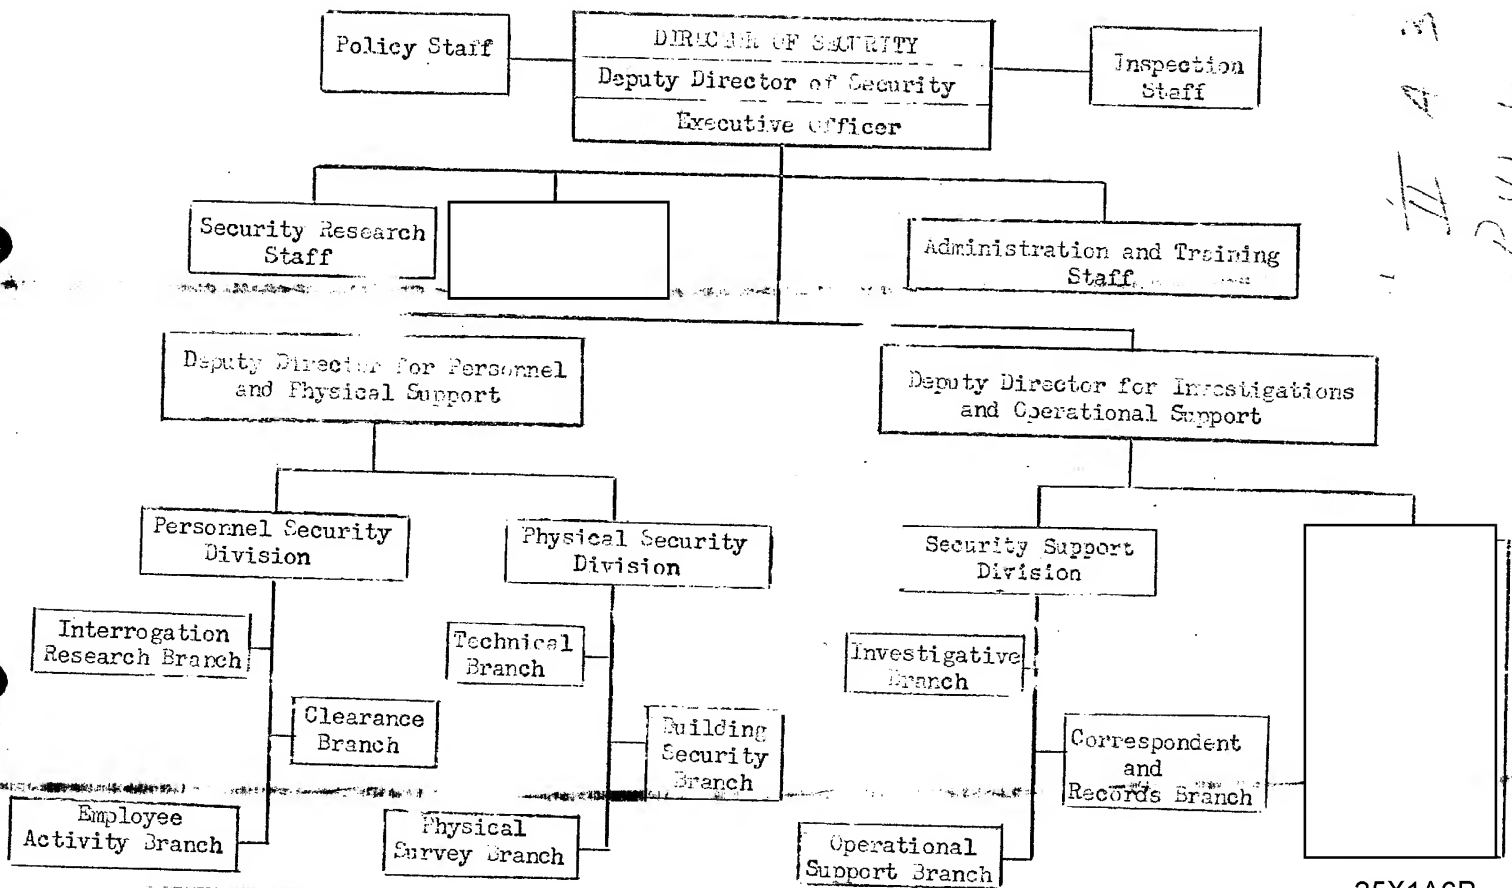 Policy Staff
DIRECTOR OF SECURITY
Deputy Director of Security
Executive Officer
Inspection
Staff
II A 3
Security Research
Staff
Administration and Training
Staff
Deputy Director for Personnel
and Physical Support
Deputy Director for Investigations
and Operational Support
Personnel Security
Division
Physical Security
Division
Security Support
Division
Interrogation
Research Branch
Technical
Branch
Investigative
Branch
Clearance
Branch
Building
Security
Branch
Correspondent
and
Records Branch
Employee
Activity Branch
Physical
Survey Branch
Operational
Support Branch